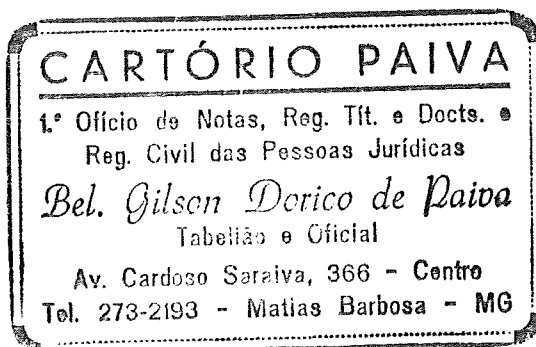 CARTÓRIO PAIVA
1.º Ofício de Notas, Reg. Tít. e Docts. e
Reg. Civil das Pessoas Jurídicas
Bel. Gilson Dorico de Paiva
Tabelião e Oficial
Av. Cardoso Saraiva, 366 - Centro
Tel. 273-2193 - Matias Barbosa - MG